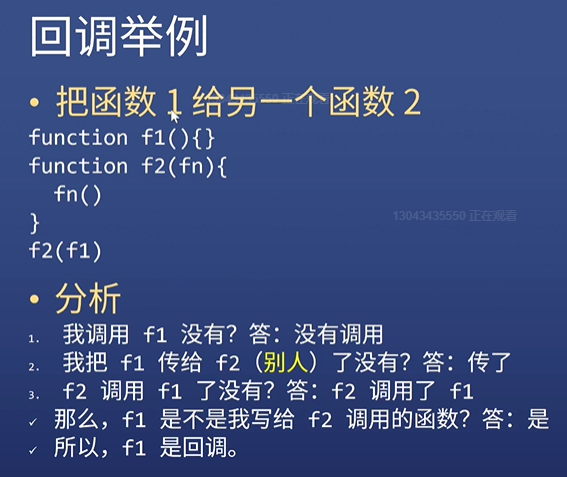 回调举例
• 把函数 1 给另一个函数 2
function f1(){}
function f2(fn){
  fn()
}
f2(f1)
13043435550 正在观看
• 分析
1. 我调用 f1 没有？答：没有调用
2. 我把 f1 传给 f2（别人）了没有？答：传了
3. f2 调用 f1 了没有？答：f2 调用了 f1
✓ 那么，f1 是不是我写给 f2 调用的函数？答：是
✓ 所以，f1 是回调。